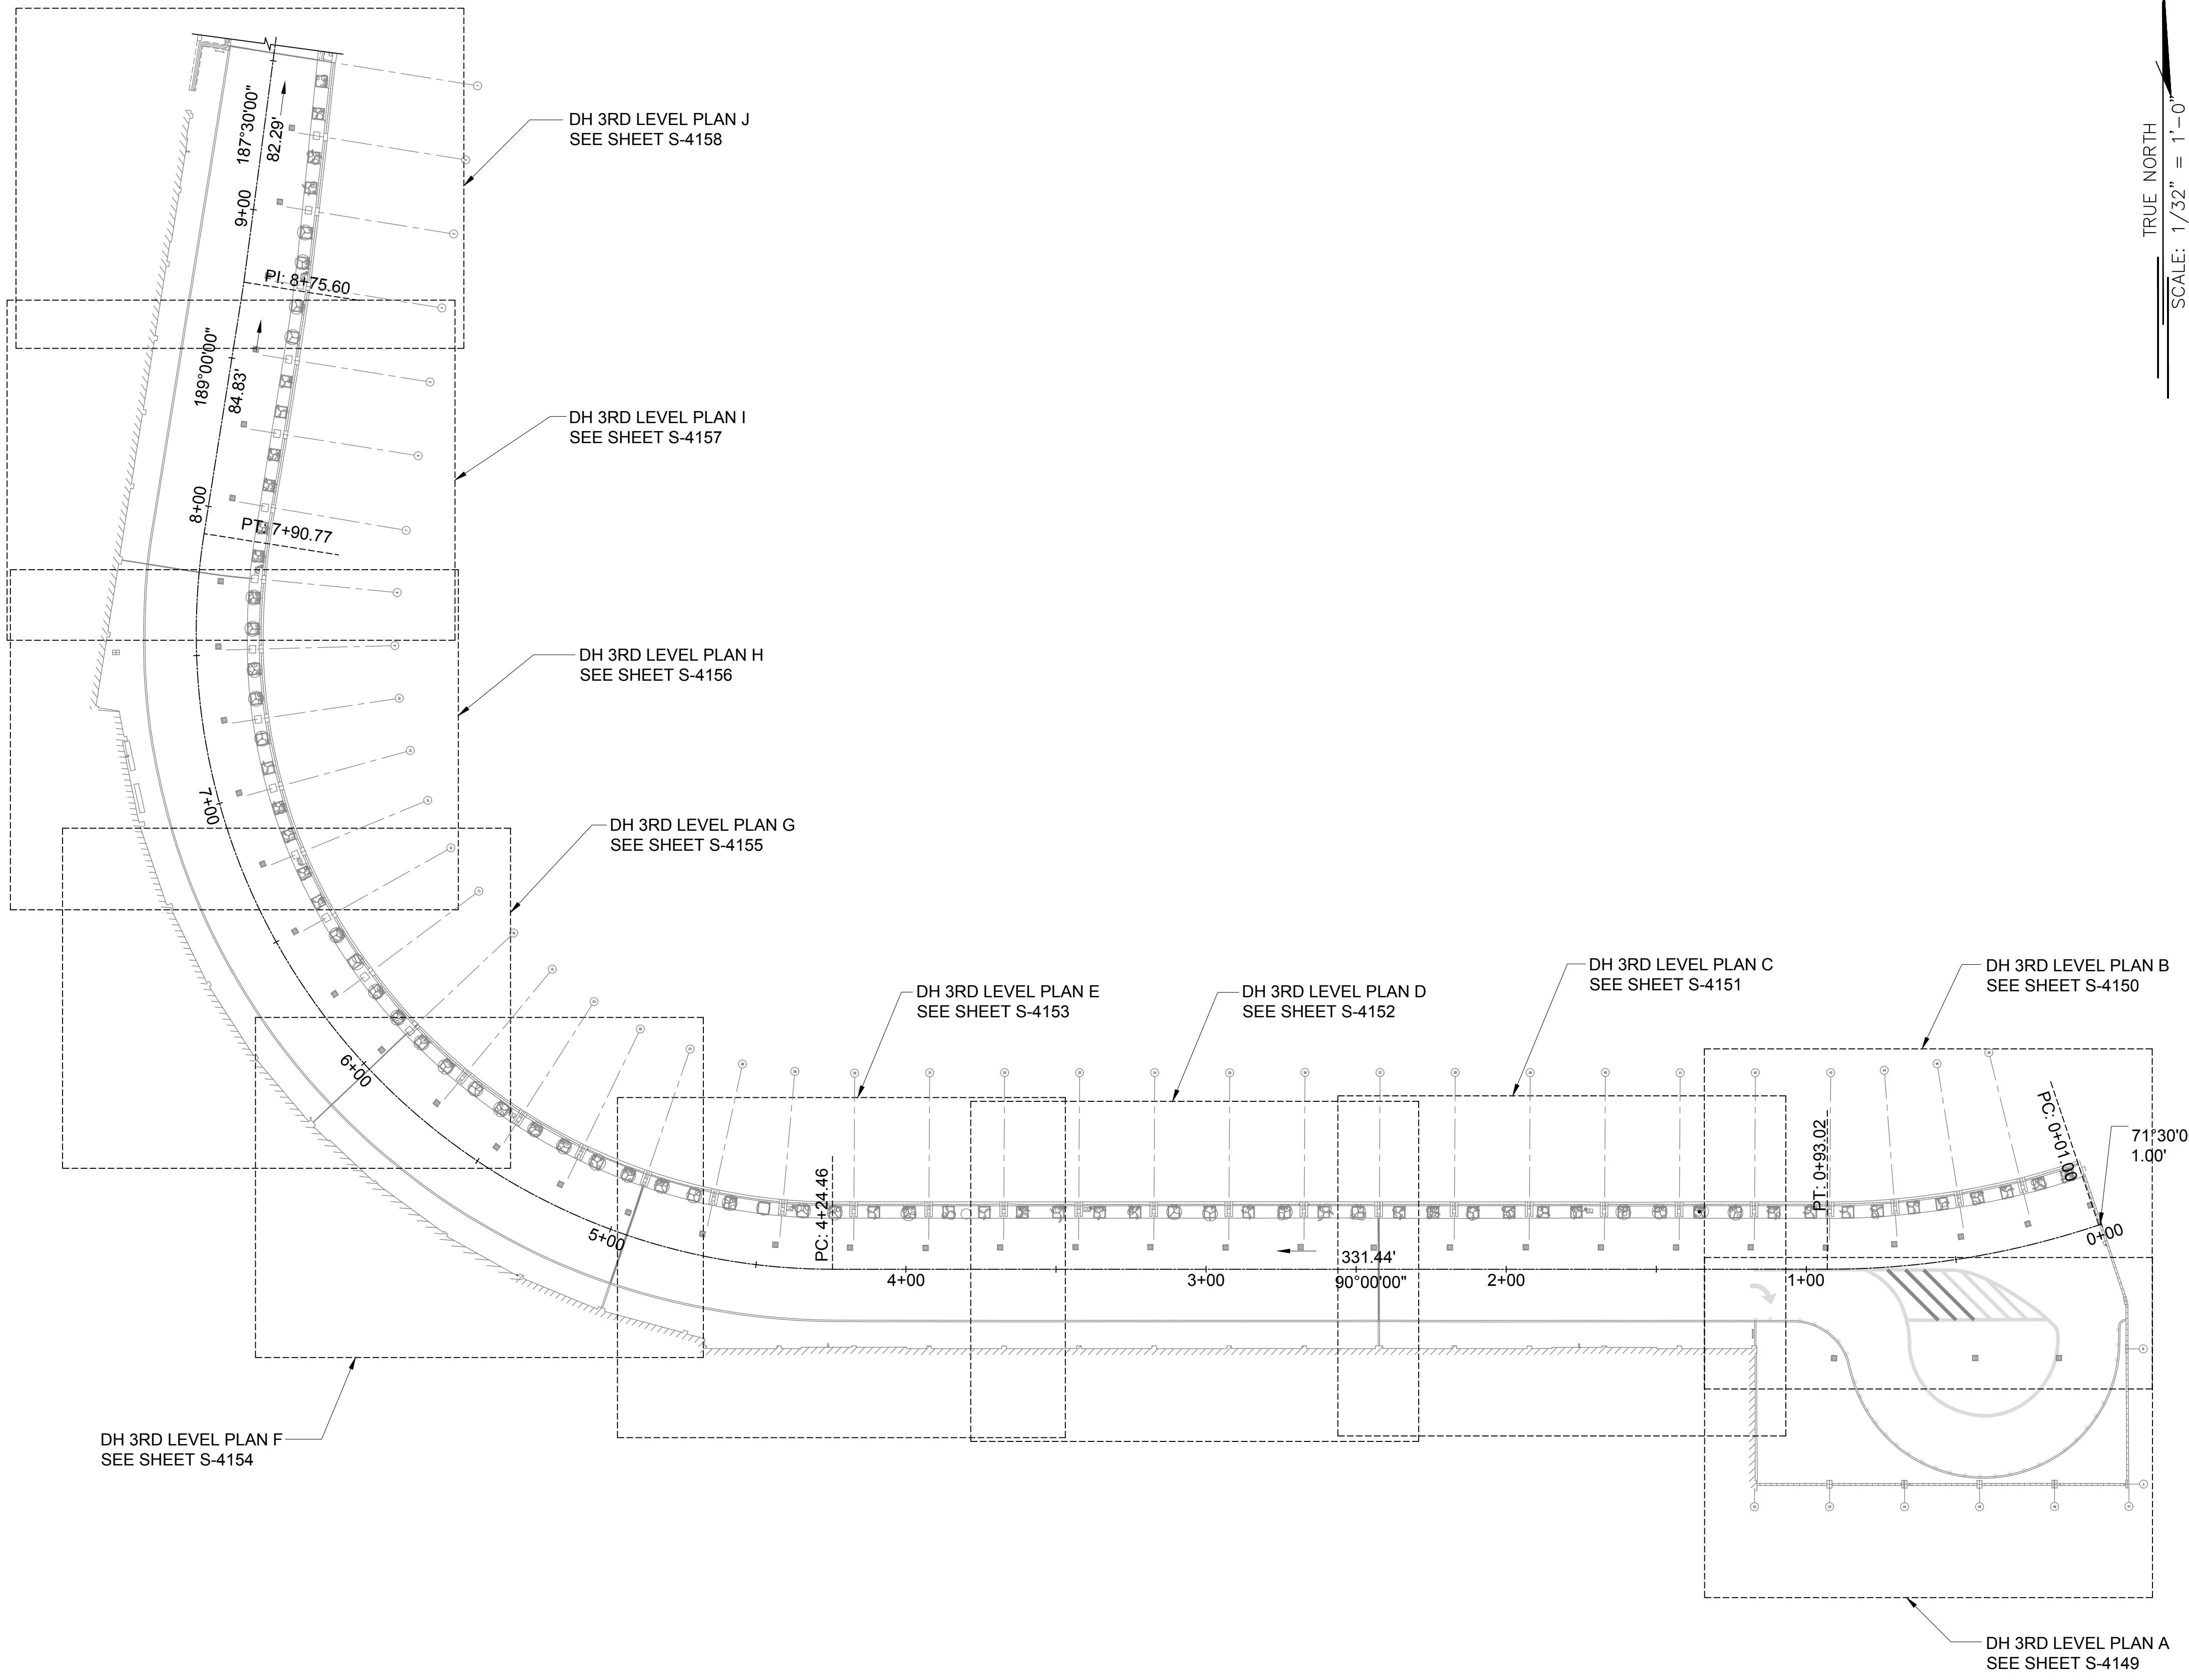 DH 3RD LEVEL PLAN J
SEE SHEET S-4158
TRUE NORTH
SCALE: 1/32" = 1'-0"
187°30'00"
82.29'
9+00
PI: 8+75.60
189°00'00"
84.83'
DH 3RD LEVEL PLAN I
SEE SHEET S-4157
8+00
PT: 7+90.77
DH 3RD LEVEL PLAN H
SEE SHEET S-4156
7+00
DH 3RD LEVEL PLAN G
SEE SHEET S-4155
6+00
DH 3RD LEVEL PLAN E
SEE SHEET S-4153
DH 3RD LEVEL PLAN D
SEE SHEET S-4152
DH 3RD LEVEL PLAN C
SEE SHEET S-4151
DH 3RD LEVEL PLAN B
SEE SHEET S-4150
PC: 0+01.00
71°30'0
1.00'
PT: 0+93.02
PC: 4+24.46
5+00
0+00
331.44'
4+00
3+00
90°00'00"
2+00
1+00
DH 3RD LEVEL PLAN F
SEE SHEET S-4154
DH 3RD LEVEL PLAN A
SEE SHEET S-4149